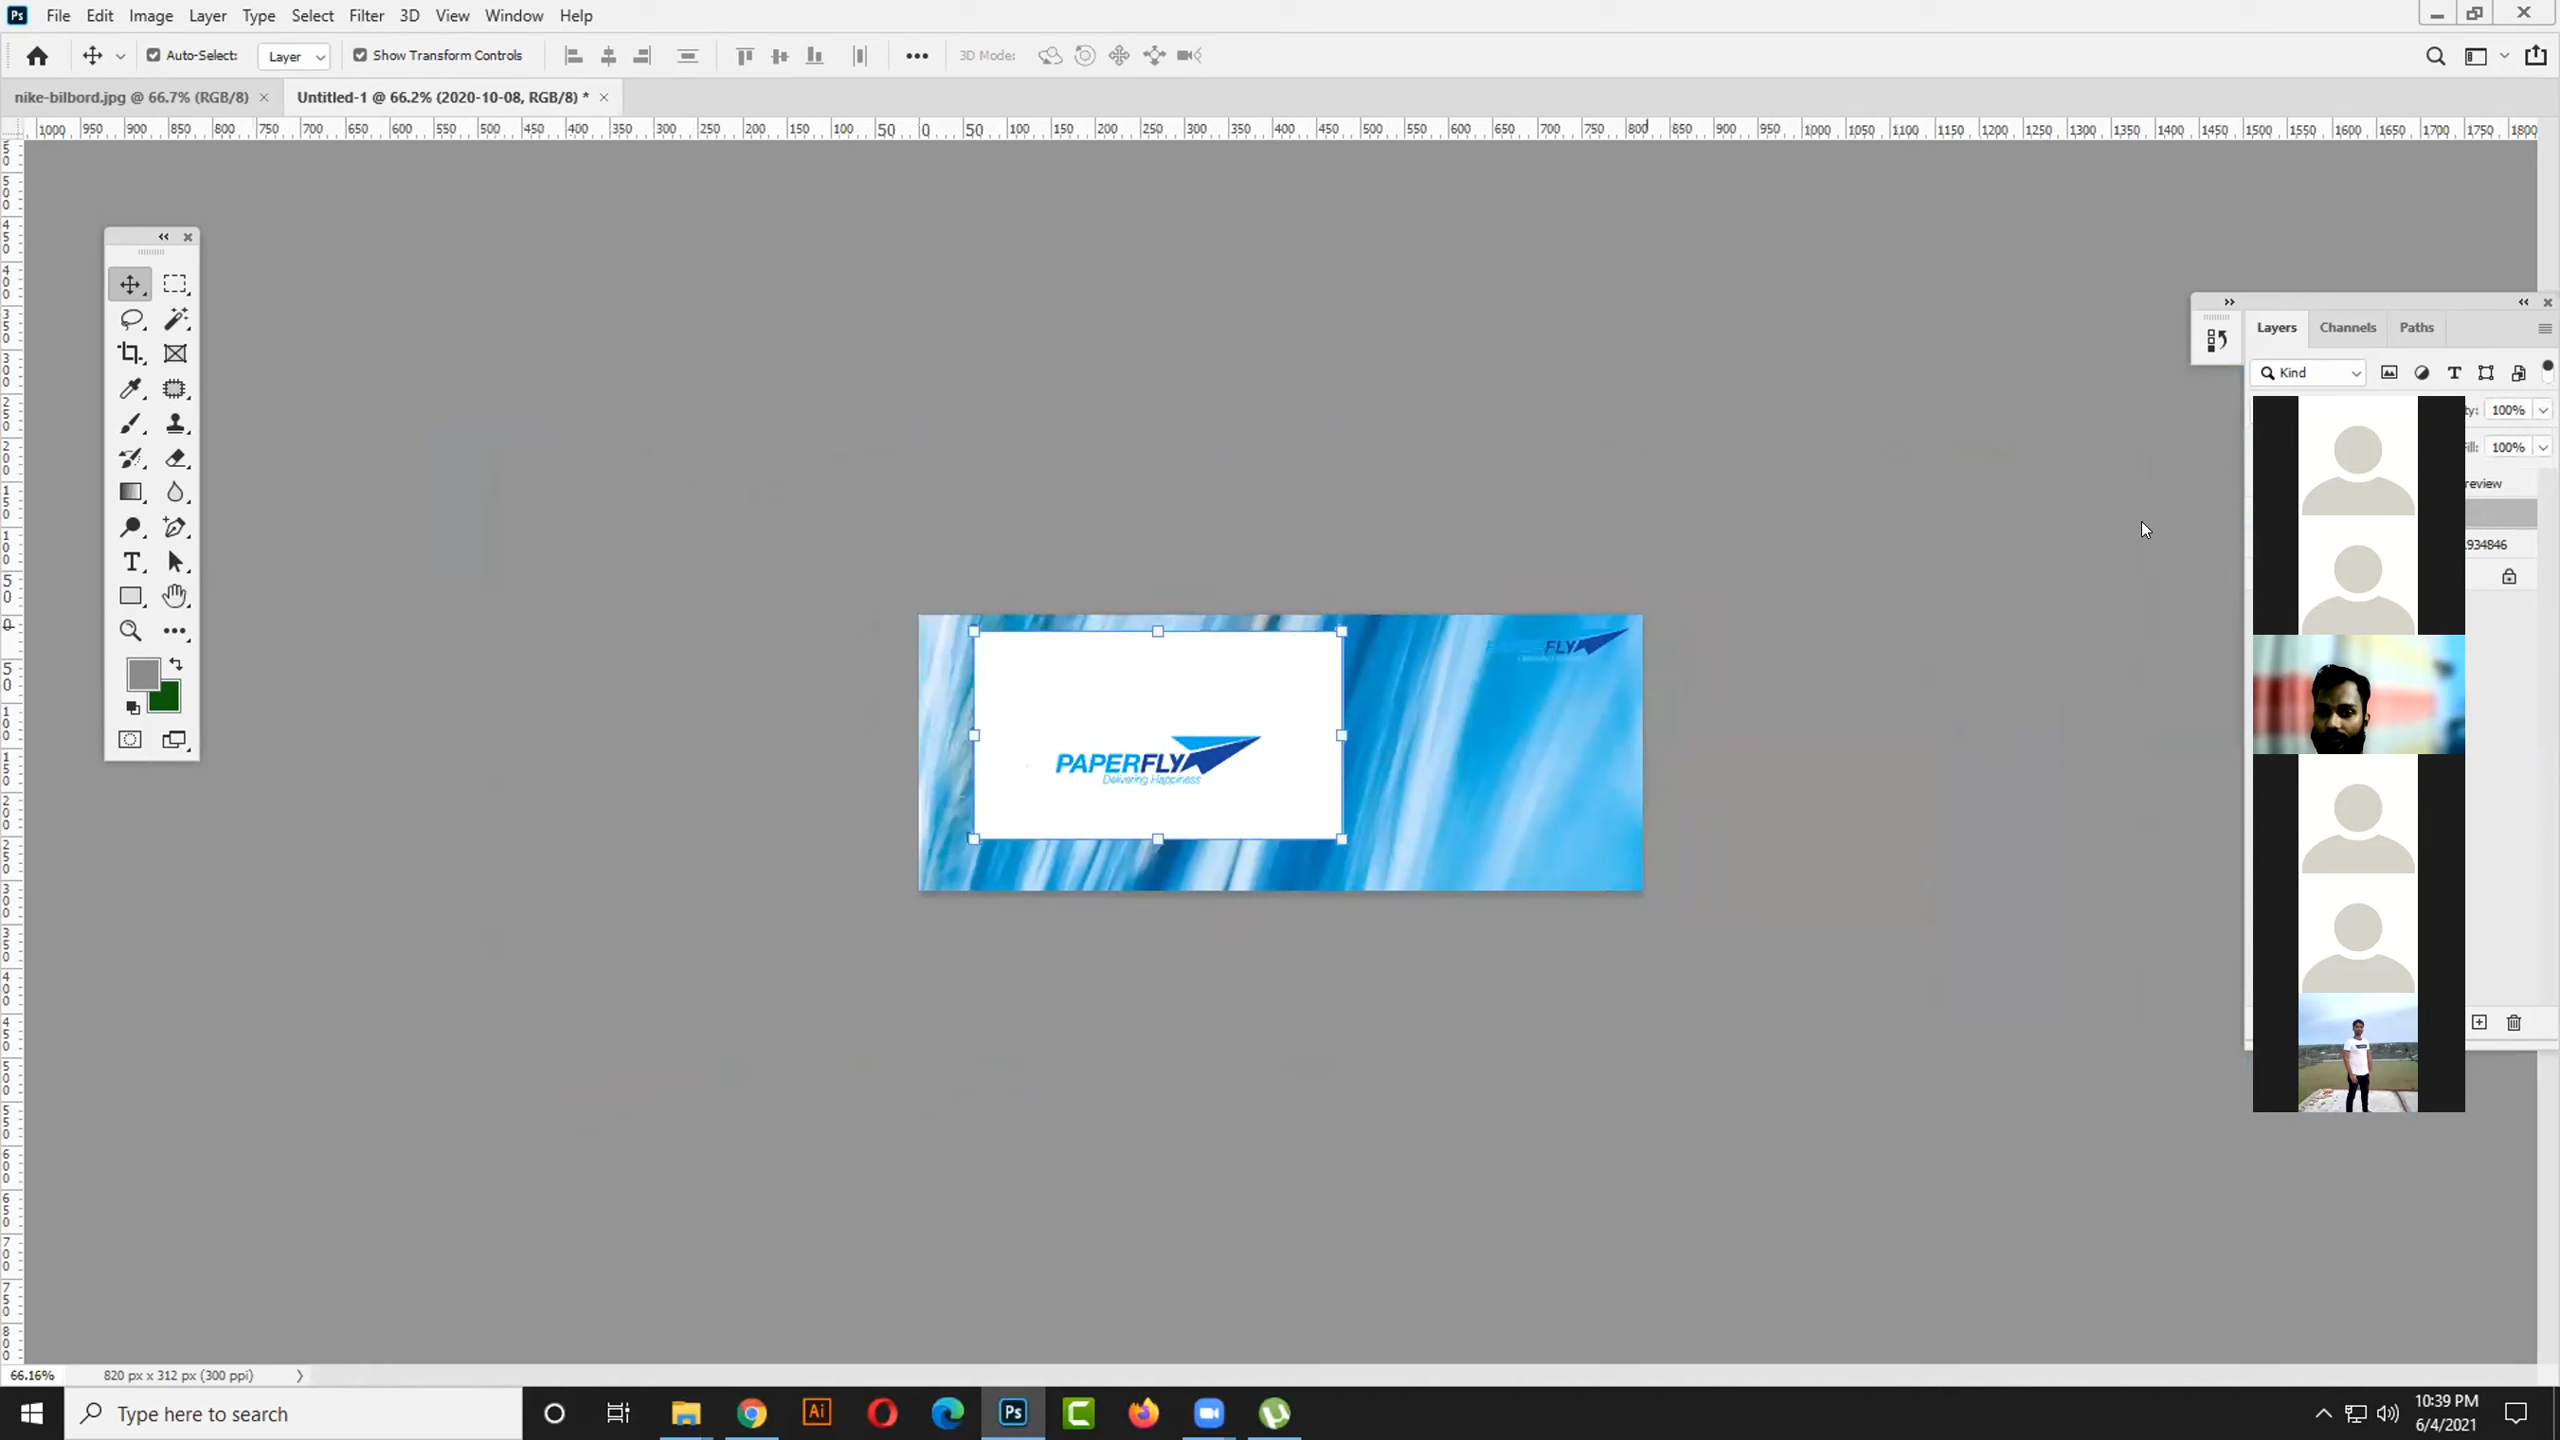 File Edit Image Layer Type Select Filter 3D View Window Help
Auto-Select: Layer Show Transform Controls 3D Mode:
nike-bilbord.jpg @ 66.7% (RGB/8) Untitled-1 @ 66.2% (2020-10-08, RGB/8) *
1000 950 900 850 800 750 700 650 600 550 500 450 400 350 300 250 200 150 100 50 0 50 100 150 200 250 300 350 400 450 500 550 600 650 700 750 800 850 900 950 1000 1050 1100 1150 1200 1250 1300 1350 1400 1450 1500 1550 1600 1650 1700 1750 1800
Layers Channels Paths
Kind
ty: 100%
ill: 100%
review
934846
FLY
PAPERFLY
Delivering Happiness
66.16% 820 px x 312 px (300 ppi)
Type here to search
Ai
Ps
10:39 PM
6/4/2021